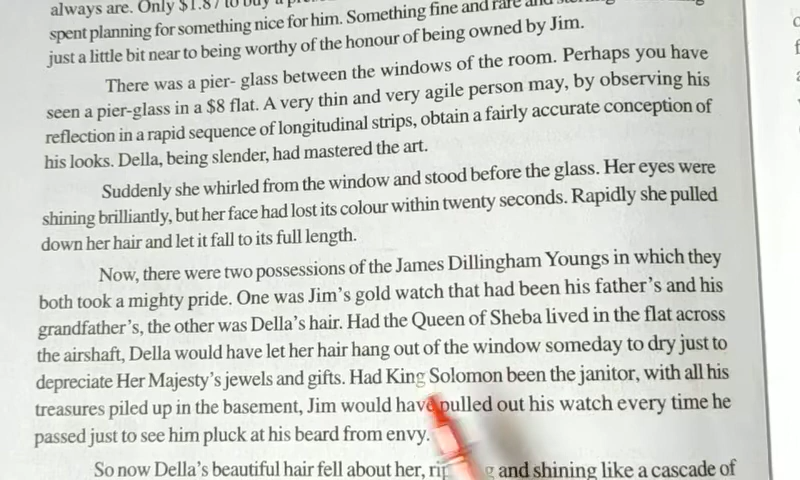 always are. Only $1.87 to buy a
spent planning for something nice for him. Something fine and rare and
just a little bit near to being worthy of the honour of being owned by Jim.
There was a pier- glass between the windows of the room. Perhaps you have
seen a pier-glass in a $8 flat. A very thin and very agile person may, by observing his
reflection in a rapid sequence of longitudinal strips, obtain a fairly accurate conception of
his looks. Della, being slender, had mastered the art.
Suddenly she whirled from the window and stood before the glass. Her eyes were
shining brilliantly, but her face had lost its colour within twenty seconds. Rapidly she pulled
down her hair and let it fall to its full length.
Now, there were two possessions of the James Dillingham Youngs in which they
both took a mighty pride. One was Jim's gold watch that had been his father's and his
grandfather's, the other was Della's hair. Had the Queen of Sheba lived in the flat across
the airshaft, Della would have let her hair hang out of the window someday to dry just to
depreciate Her Majesty's jewels and gifts. Had King Solomon been the janitor, with all his
treasures piled up in the basement, Jim would have pulled out his watch every time he
passed just to see him pluck at his beard from envy.
So now Della's beautiful hair fell about her, and shining like a cascade of